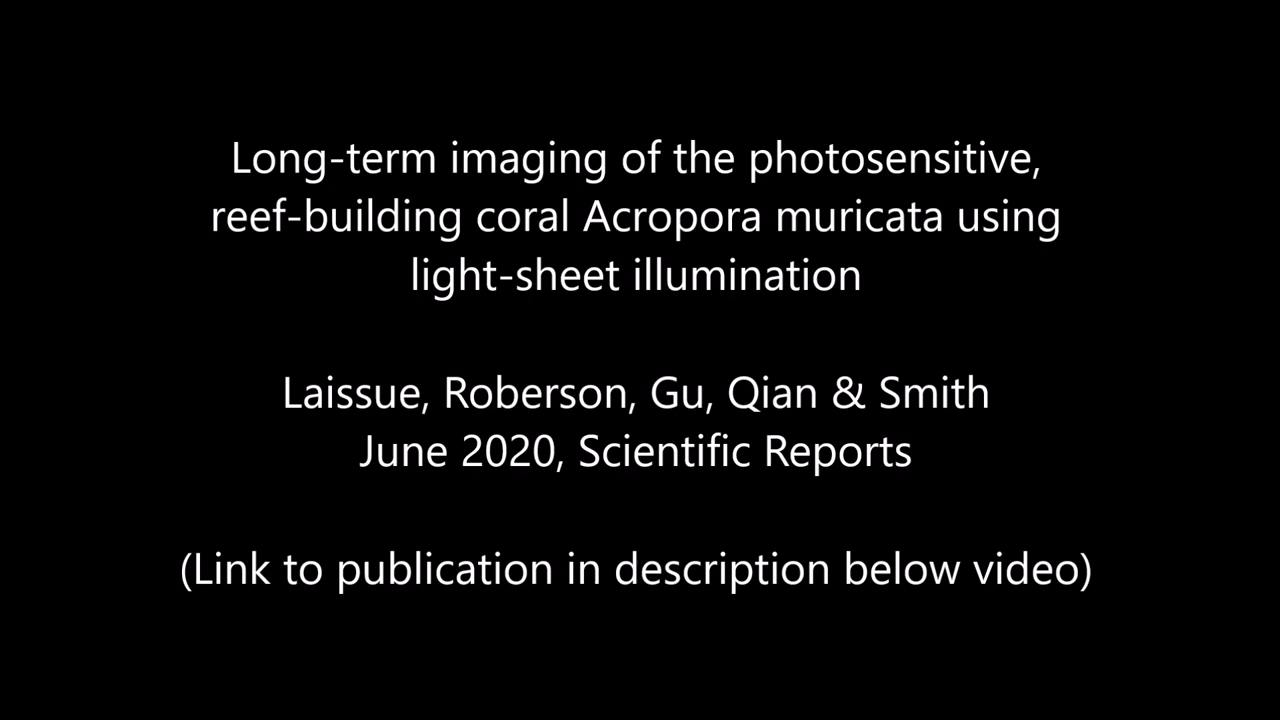 Long-term imaging of the photosensitive,
reef-building coral Acropora muricata using
light-sheet illumination
Laissue, Roberson, Gu, Qian & Smith
June 2020, Scientific Reports
(Link to publication in description below video)